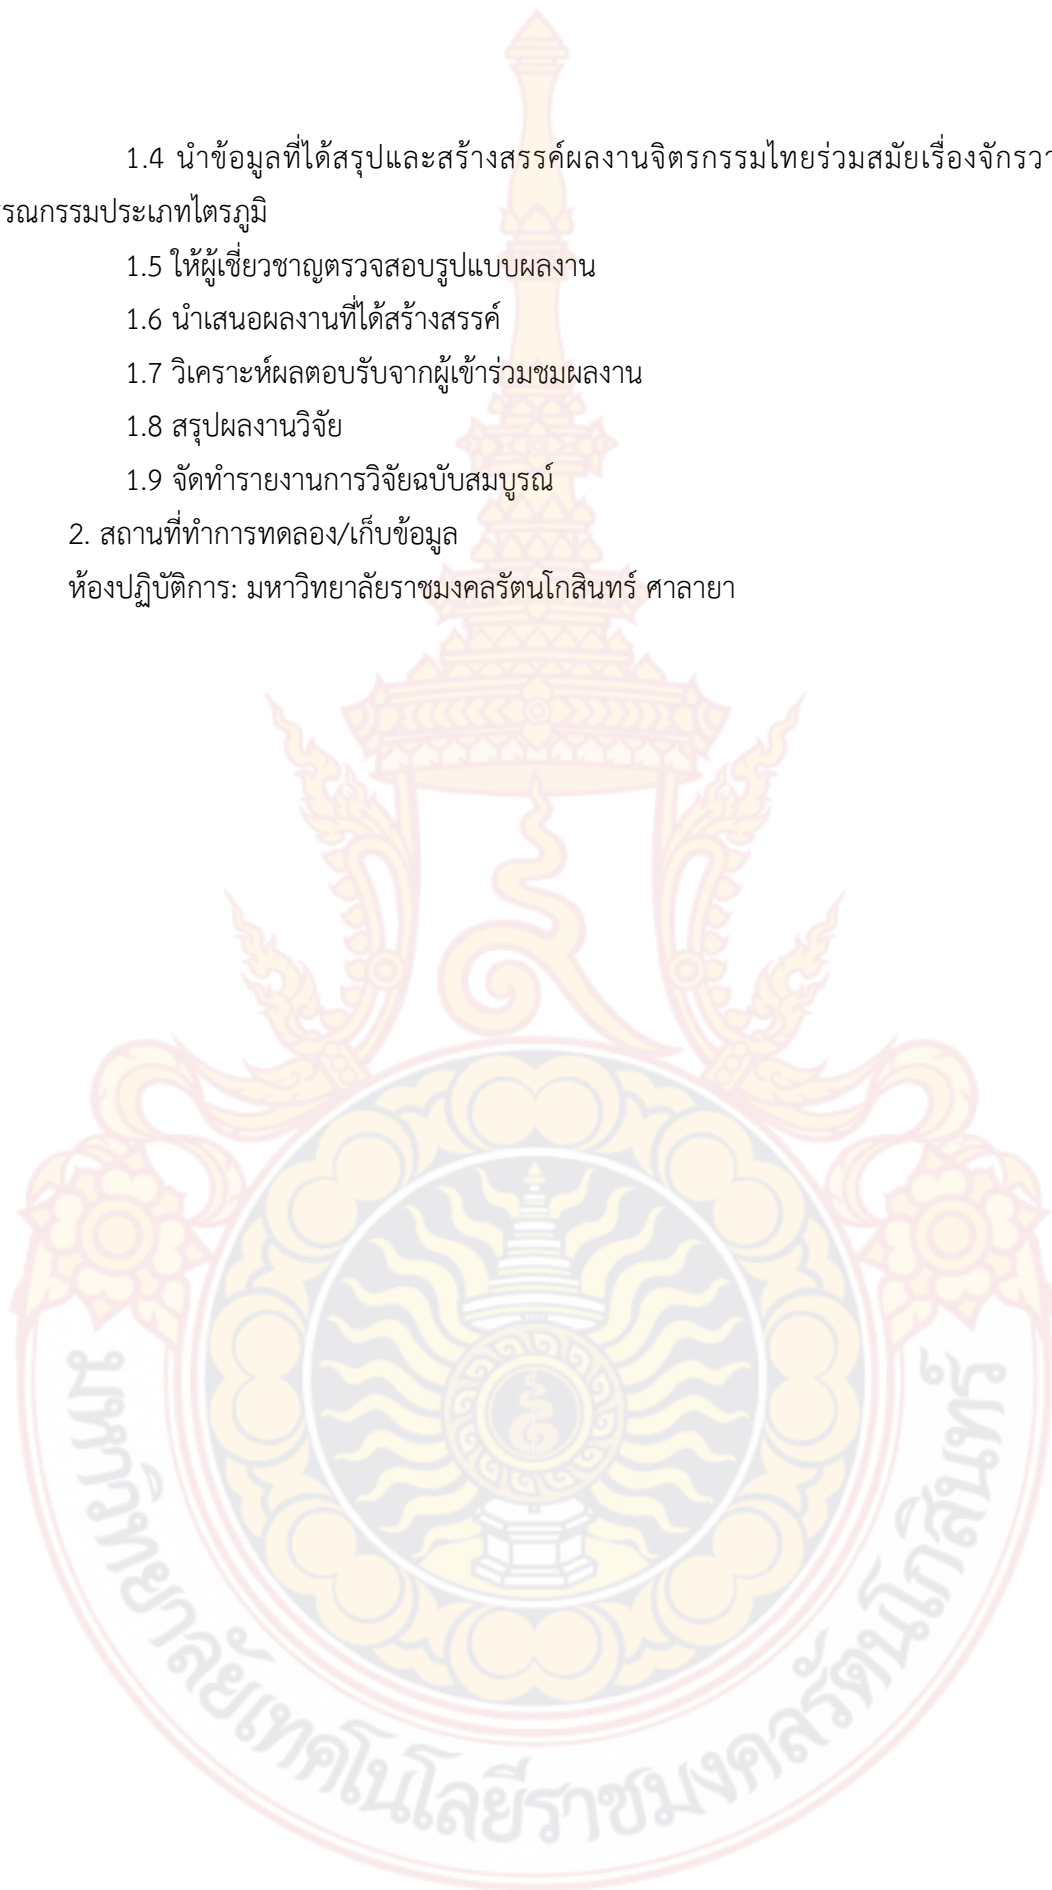 1.4 นำข้อมูลที่ได้สรุปและสร้างสรรค์ผลงานจิตรกรรมไทยร่วมสมัยเรื่องจักรวา
รณกรรมประเภทไตรภูมิ
1.5 ให้ผู้เชี่ยวชาญตรวจสอบรูปแบบผลงาน
1.6 นำเสนอผลงานที่ได้สร้างสรรค์
1.7 วิเคราะห์ผลตอบรับจากผู้เข้าร่วมชมผลงาน
1.8 สรุปผลงานวิจัย
1.9 จัดทำรายงานการวิจัยฉบับสมบูรณ์
2. สถานที่ทำการทดลอง/เก็บข้อมูล
ห้องปฏิบัติการ: มหาวิทยาลัยราชมงคลรัตนโกสินทร์ ศาลายา
มหาวิทยาลัยเทคโนโลยีราชมงคลรัตนโกสินทร์